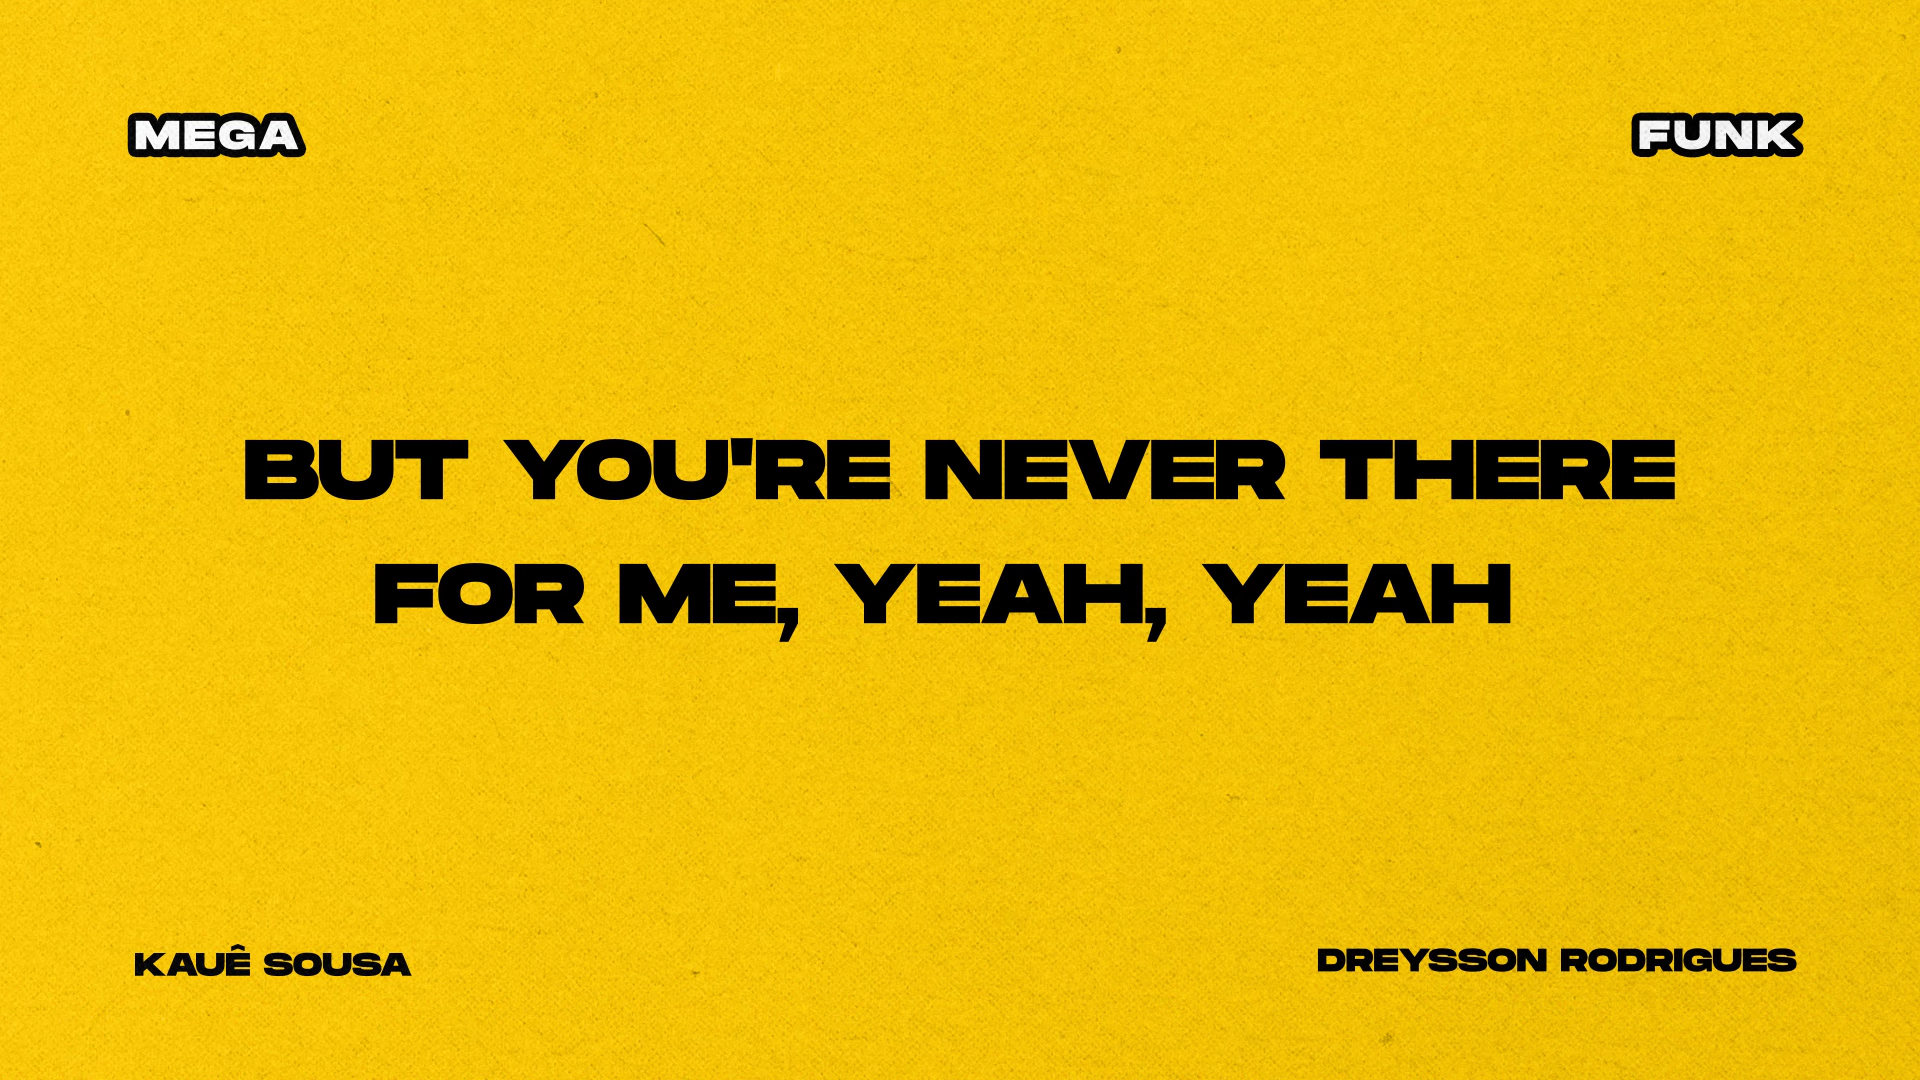 MEGA
FUNK
BUT YOU'RE NEVER THERE
FOR ME, YEAH, YEAH
KAUÊ SOUSA
DREYSSON RODRIGUES